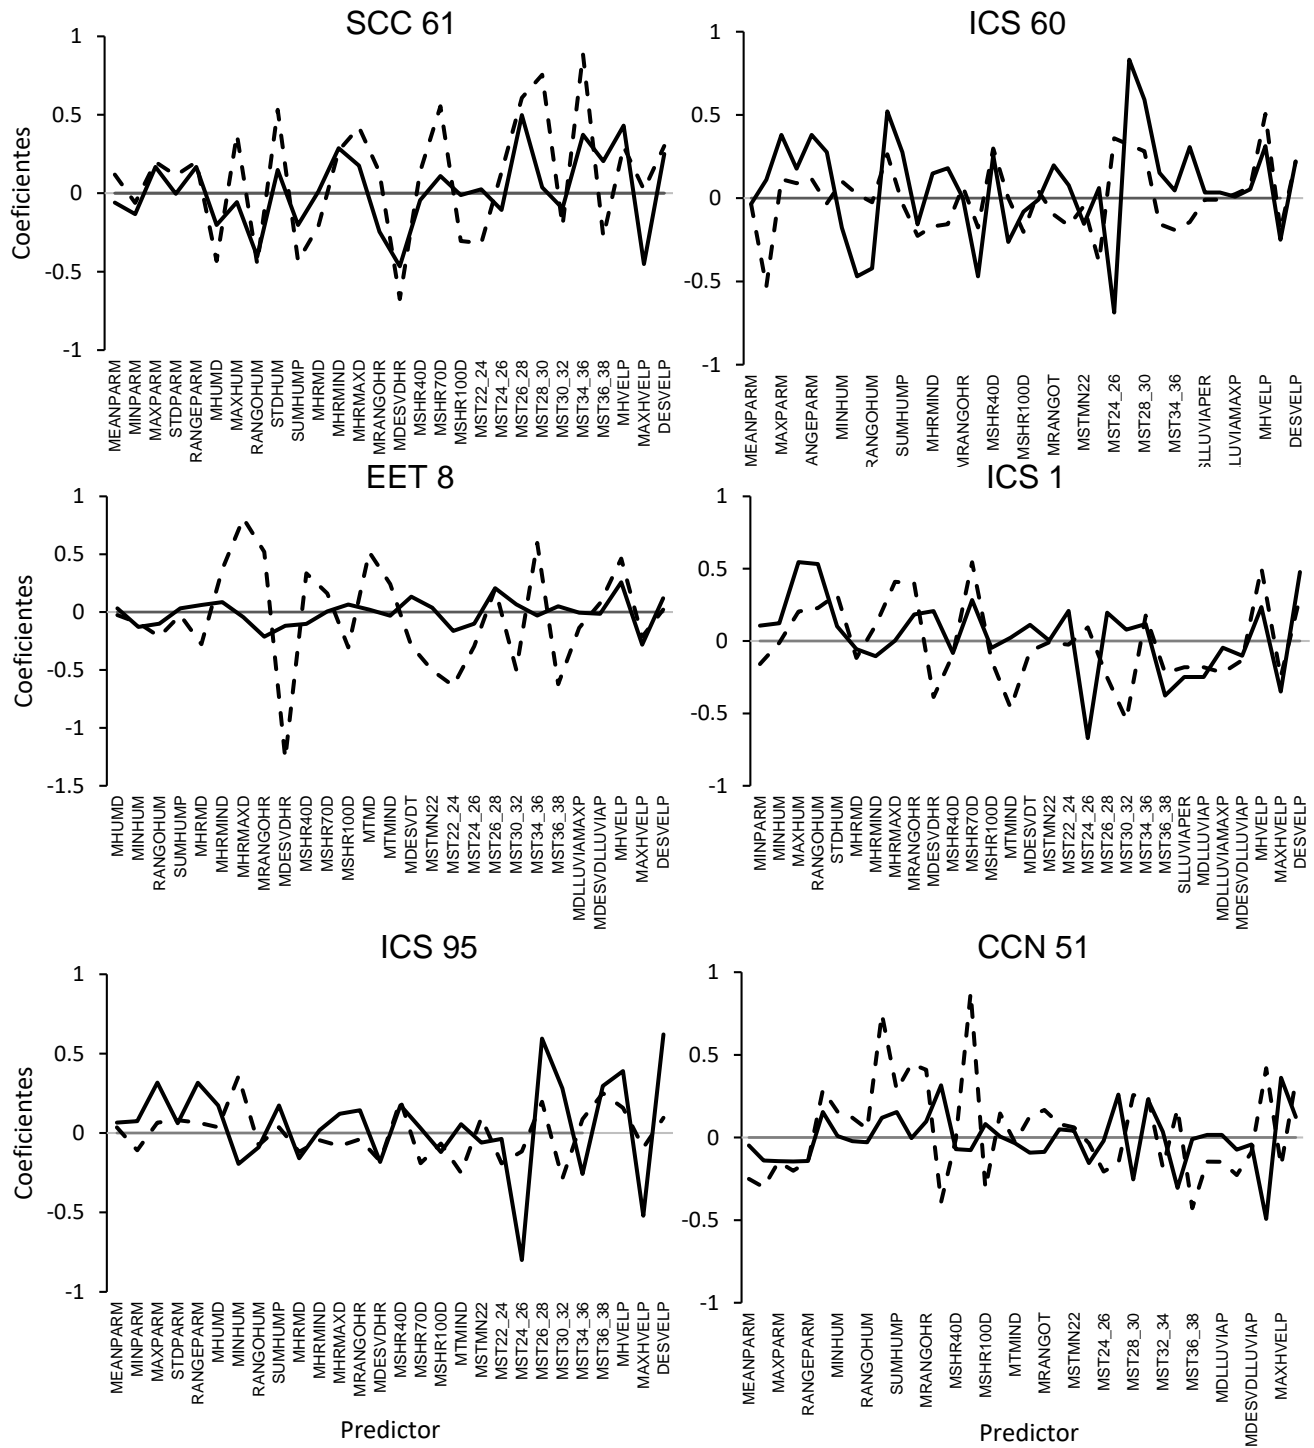 SCC 61
1
0.5
0
-0.5
-1
Coeficientes
MEANPARM
MINPARM
MAXPARM
STDPARM
RANGEPARM
MHUMD
MAXHUM
RANGOHUM
STDHUM
SUMHUMP
MHRMD
MHRMIND
MHRMAXD
MRANGOHR
MDESVDHR
MSHR40D
MSHR70D
MSHR100D
MST22_24
MST24_26
MST26_28
MST28_30
MST30_32
MST34_36
MST36_38
MHVELP
MAXHVELP
DESVELP
ICS 60
1
0.5
0
-0.5
-1
MEANPARM
MAXPARM
ANGEPARM
MINHUM
RANGOHUM
SUMHUMP
MHRMIND
MRANGOHR
MSHR40D
MSHR100D
MRANGOT
MSTMN22
MST24_26
MST28_30
MST34_36
SLLUVIAPER
LLUVIAMAXP
MHVELP
DESVELP
EET 8
1
0.5
0
-0.5
-1
-1.5
Coeficientes
MHUMD
MINHUM
RANGOHUM
SUMHUMP
MHRMD
MHRMIND
MHRMAXD
MRANGOHR
MDESVDHR
MSHR40D
MSHR70D
MSHR100D
MTMD
MTMIND
MDESVDT
MSTMN22
MST22_24
MST24_26
MST26_28
MST30_32
MST34_36
MST36_38
MDLLUVIAMAXP
MDESVDLLUVIAP
MHVELP
MAXHVELP
DESVELP
ICS 1
1
0.5
0
-0.5
-1
MINPARM
MINHUM
MAXHUM
RANGOHUM
STDHUM
MHRMD
MHRMIND
MHRMAXD
MRANGOHR
MDESVDHR
MSHR40D
MSHR70D
MSHR100D
MTMIND
MDESVDT
MSTMN22
MST22_24
MST24_26
MST26_28
MST30_32
MST34_36
MST36_38
SLLUVIAPER
MDLLUVIAP
MDLLUVIAMAXP
MDESVDLLUVIAP
MHVELP
MAXHVELP
DESVELP
ICS 95
1
0.5
0
-0.5
-1
Coeficientes
MEANPARM
MINPARM
MAXPARM
STDPARM
RANGEPARM
MHUMD
MINHUM
RANGOHUM
SUMHUMP
MHRMD
MHRMIND
MHRMAXD
MRANGOHR
MDESVDHR
MSHR40D
MSHR70D
MSHR100D
MTMIND
MSTMN22
MST22_24
MST24_26
MST26_28
MST30_32
MST34_36
MST36_38
MHVELP
MAXHVELP
DESVELP
Predictor
CCN 51
1
0.5
0
-0.5
-1
MEANPARM
MAXPARM
RANGEPARM
MINHUM
RANGOHUM
SUMHUMP
MRANGOHR
MSHR40D
MSHR100D
MTMIND
MRANGOT
MSTMN22
MST24_26
MST28_30
MST32_34
MST36_38
MDLLUVIAP
MDESVDLLUVIAP
MAXHVELP
Predictor